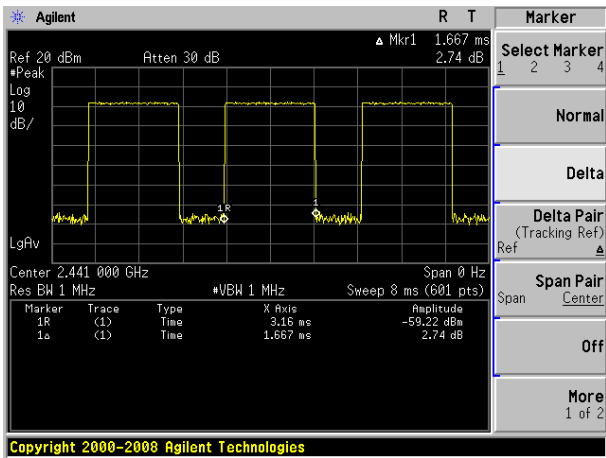 Agilent R T
Δ Mkr1 1.667 ms
Ref 20 dBm Atten 30 dB 2.74 dB
#Peak
Log
10
dB/
1R
1
LgAv
Center 2.441 000 GHz Span 0 Hz
Res BW 1 MHz #VBW 1 MHz Sweep 8 ms (601 pts)
Marker Trace Type X Axis Amplitude
1R (1) Time 3.16 ms -59.22 dBm
1Δ (1) Time 1.667 ms 2.74 dB
Copyright 2000-2008 Agilent Technologies
Marker
Select Marker
1 2 3 4
Normal
Delta
Delta Pair
(Tracking Ref)
Ref Δ
Span Pair
Span Center
Off
More
1 of 2